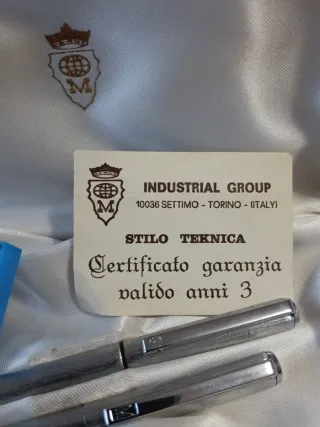 M
M
INDUSTRIAL GROUP
10036 SETTIMO - TORINO - (ITALY)
STILO TEKNICA
Certificato garanzia
valido anni 3